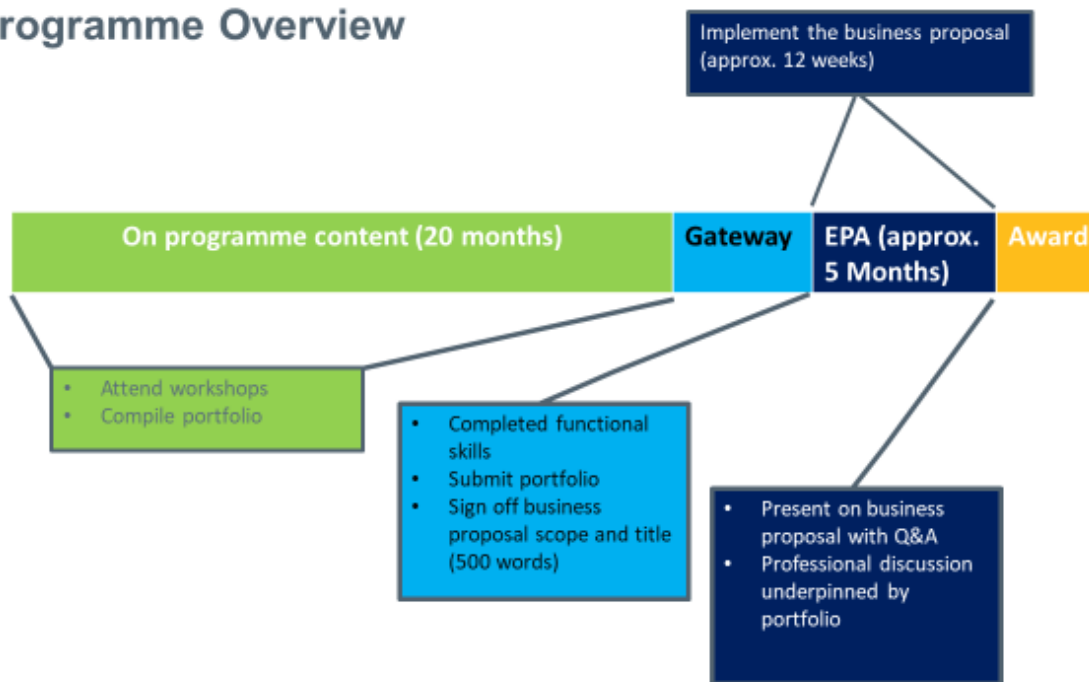 rogramme Overview
Implement the business proposal
(approx. 12 weeks)
On programme content (20 months)
Gateway
EPA (approx.
5 Months)
Award
• Attend workshops
• Compile portfolio
• Completed functional
skills
• Submit portfolio
• Sign off business
proposal scope and title
(500 words)
• Present on business
proposal with Q&A
• Professional discussion
underpinned by
portfolio